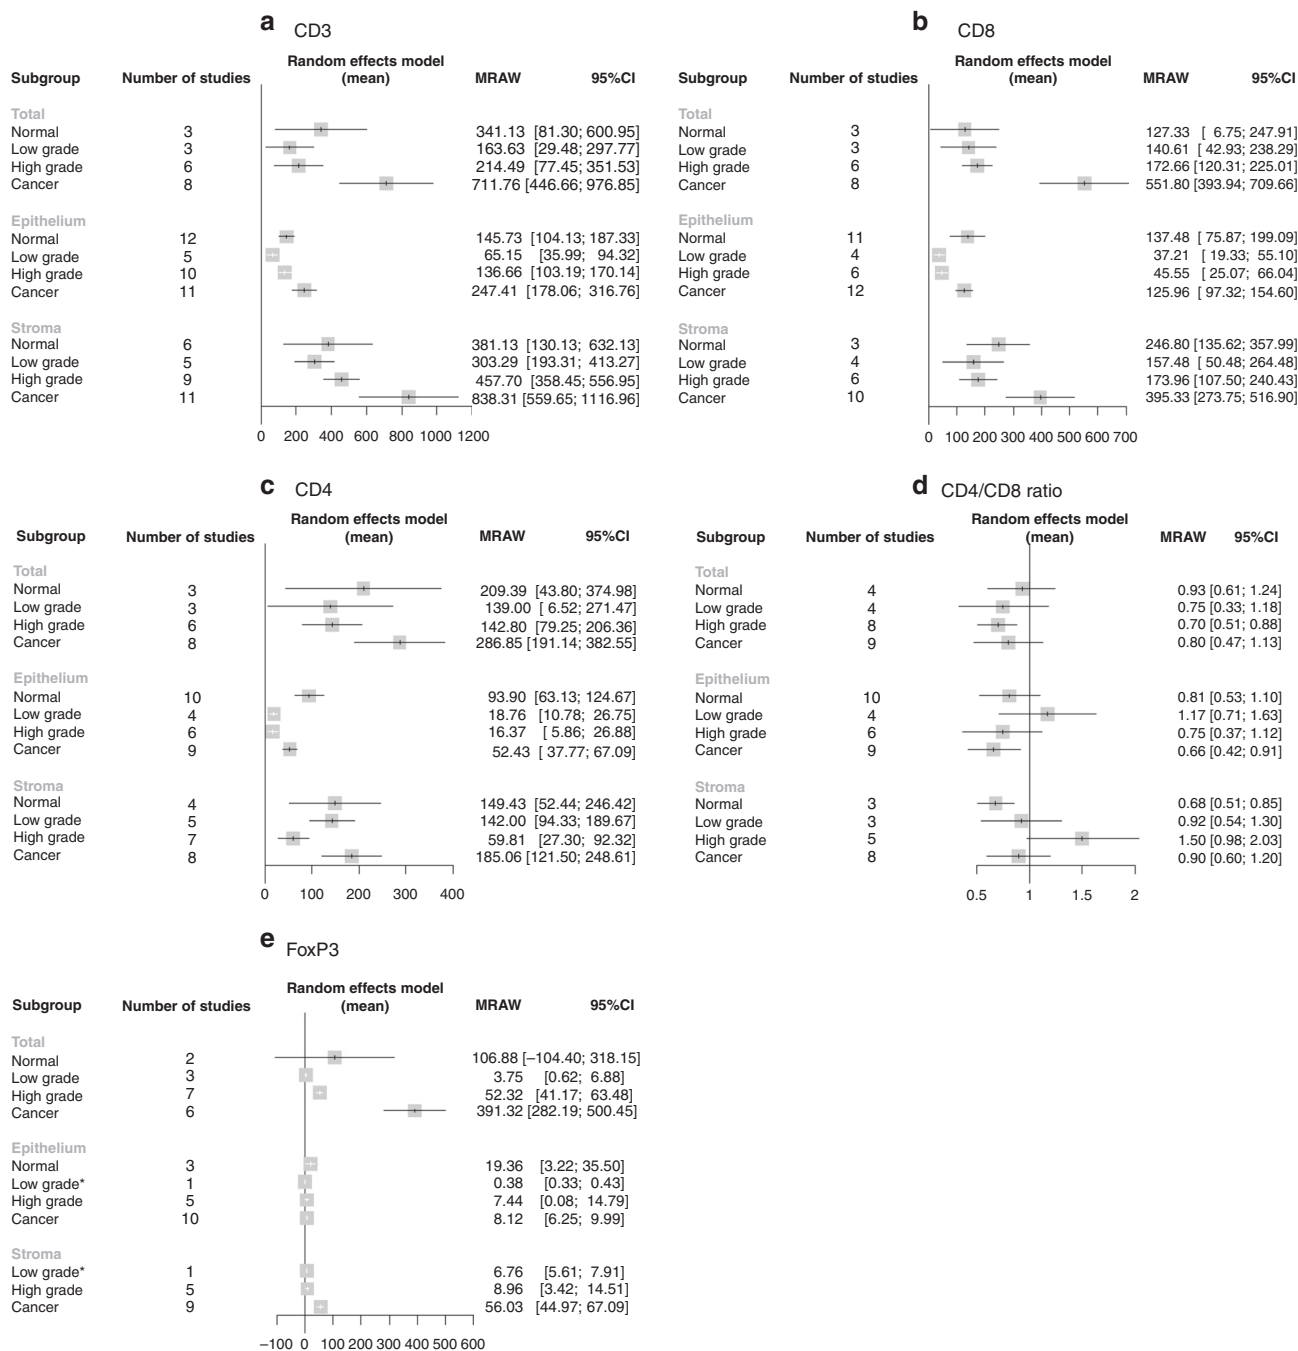 a CD3
Random effects model
Subgroup Number of studies (mean) MRAW 95%CI
Total
Normal 3 341.13 [81.30; 600.95]
Low grade 3 163.63 [29.48; 297.77]
High grade 6 214.49 [77.45; 351.53]
Cancer 8 711.76 [446.66; 976.85]
Epithelium
Normal 12 145.73 [104.13; 187.33]
Low grade 5 65.15 [35.99; 94.32]
High grade 10 136.66 [103.19; 170.14]
Cancer 11 247.41 [178.06; 316.76]
Stroma
Normal 6 381.13 [130.13; 632.13]
Low grade 5 303.29 [193.31; 413.27]
High grade 9 457.70 [358.45; 556.95]
Cancer 11 838.31 [559.65; 1116.96]
0 200 400 600 800 1000 1200
b CD8
Random effects model
Subgroup Number of studies (mean) MRAW 95%CI
Total
Normal 3 127.33 [ 6.75; 247.91]
Low grade 3 140.61 [ 42.93; 238.29]
High grade 6 172.66 [120.31; 225.01]
Cancer 8 551.80 [393.94; 709.66]
Epithelium
Normal 11 137.48 [ 75.87; 199.09]
Low grade 4 37.21 [ 19.33; 55.10]
High grade 6 45.55 [ 25.07; 66.04]
Cancer 12 125.96 [ 97.32; 154.60]
Stroma
Normal 3 246.80 [135.62; 357.99]
Low grade 4 157.48 [ 50.48; 264.48]
High grade 6 173.96 [107.50; 240.43]
Cancer 10 395.33 [273.75; 516.90]
0 100 200 300 400 500 600 700
c CD4
Random effects model
Subgroup Number of studies (mean) MRAW 95%CI
Total
Normal 3 209.39 [43.80; 374.98]
Low grade 3 139.00 [ 6.52; 271.47]
High grade 6 142.80 [79.25; 206.36]
Cancer 8 286.85 [191.14; 382.55]
Epithelium
Normal 10 93.90 [63.13; 124.67]
Low grade 4 18.76 [10.78; 26.75]
High grade 6 16.37 [ 5.86; 26.88]
Cancer 9 52.43 [ 37.77; 67.09]
Stroma
Normal 4 149.43 [52.44; 246.42]
Low grade 5 142.00 [94.33; 189.67]
High grade 7 59.81 [27.30; 92.32]
Cancer 8 185.06 [121.50; 248.61]
0 100 200 300 400
d CD4/CD8 ratio
Random effects model
Subgroup Number of studies (mean) MRAW 95%CI
Total
Normal 4 0.93 [0.61; 1.24]
Low grade 4 0.75 [0.33; 1.18]
High grade 8 0.70 [0.51; 0.88]
Cancer 9 0.80 [0.47; 1.13]
Epithelium
Normal 10 0.81 [0.53; 1.10]
Low grade 4 1.17 [0.71; 1.63]
High grade 6 0.75 [0.37; 1.12]
Cancer 9 0.66 [0.42; 0.91]
Stroma
Normal 3 0.68 [0.51; 0.85]
Low grade 3 0.92 [0.54; 1.30]
High grade 5 1.50 [0.98; 2.03]
Cancer 8 0.90 [0.60; 1.20]
0.5 1 1.5 2
e FoxP3
Random effects model
Subgroup Number of studies (mean) MRAW 95%CI
Total
Normal 2 106.88 [−104.40; 318.15]
Low grade 3 3.75 [0.62; 6.88]
High grade 7 52.32 [41.17; 63.48]
Cancer 6 391.32 [282.19; 500.45]
Epithelium
Normal 3 19.36 [3.22; 35.50]
Low grade* 1 0.38 [0.33; 0.43]
High grade 5 7.44 [0.08; 14.79]
Cancer 10 8.12 [6.25; 9.99]
Stroma
Low grade* 1 6.76 [5.61; 7.91]
High grade 5 8.96 [3.42; 14.51]
Cancer 9 56.03 [44.97; 67.09]
−100 0 100 200 300 400 500 600